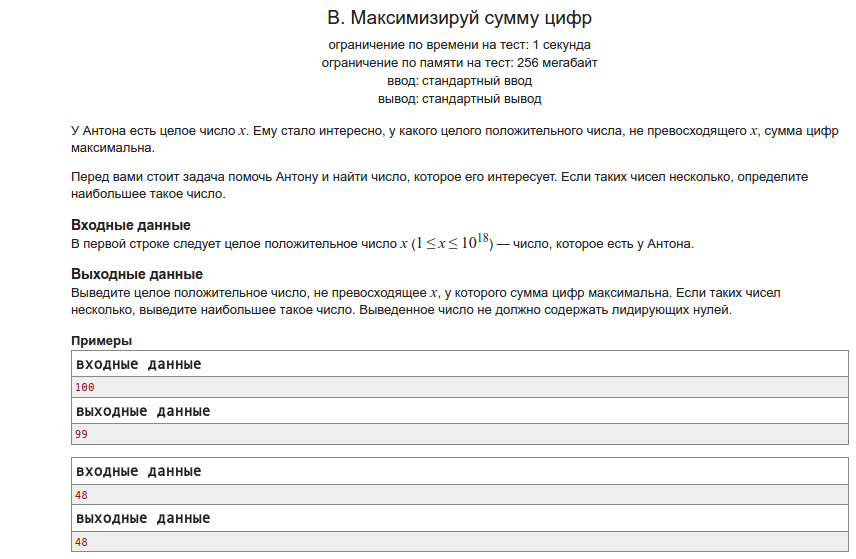 В. Максимизируй сумму цифр
ограничение по времени на тест: 1 секунда
ограничение по памяти на тест: 256 мегабайт
ввод: стандартный ввод
вывод: стандартный вывод
У Антона есть целое число x. Ему стало интересно, у какого целого положительного числа, не превосходящего x, сумма цифр
максимальна.
Перед вами стоит задача помочь Антону и найти число, которое его интересует. Если таких чисел несколько, определите
наибольшее такое число.
Входные данные
В первой строке следует целое положительное число x (1 ≤ x ≤ 10^18) — число, которое есть у Антона.
Выходные данные
Выведите целое положительное число, не превосходящее x, у которого сумма цифр максимальна. Если таких чисел
несколько, выведите наибольшее такое число. Выведенное число не должно содержать лидирующих нулей.
Примеры
входные данные
100
выходные данные
99
входные данные
48
выходные данные
48